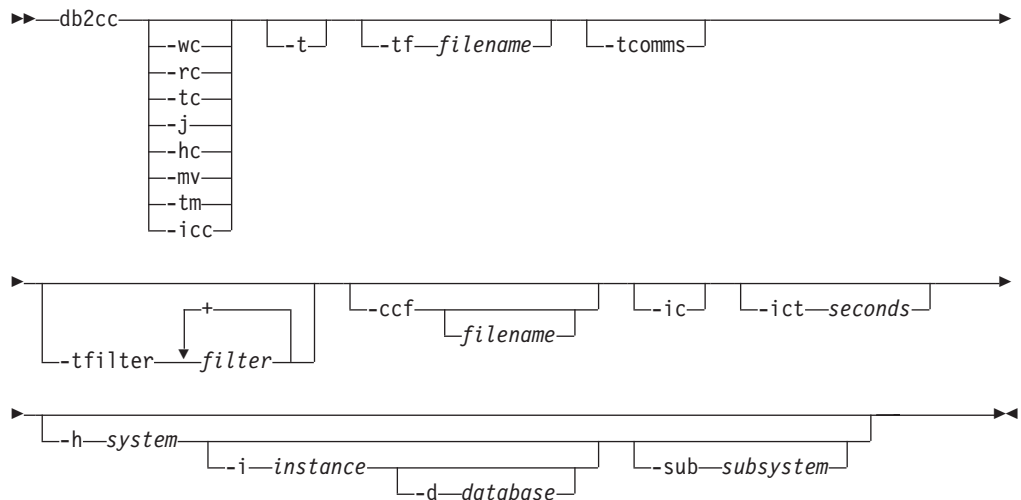 db2cc -t -tf filename -tcomms
-wc
-rc
-tc
-j
-hc
-mv
-tm
-icc
+
-tfilter filter -ccf filename -ic -ict seconds
-h system
-i instance -sub subsystem
-d database